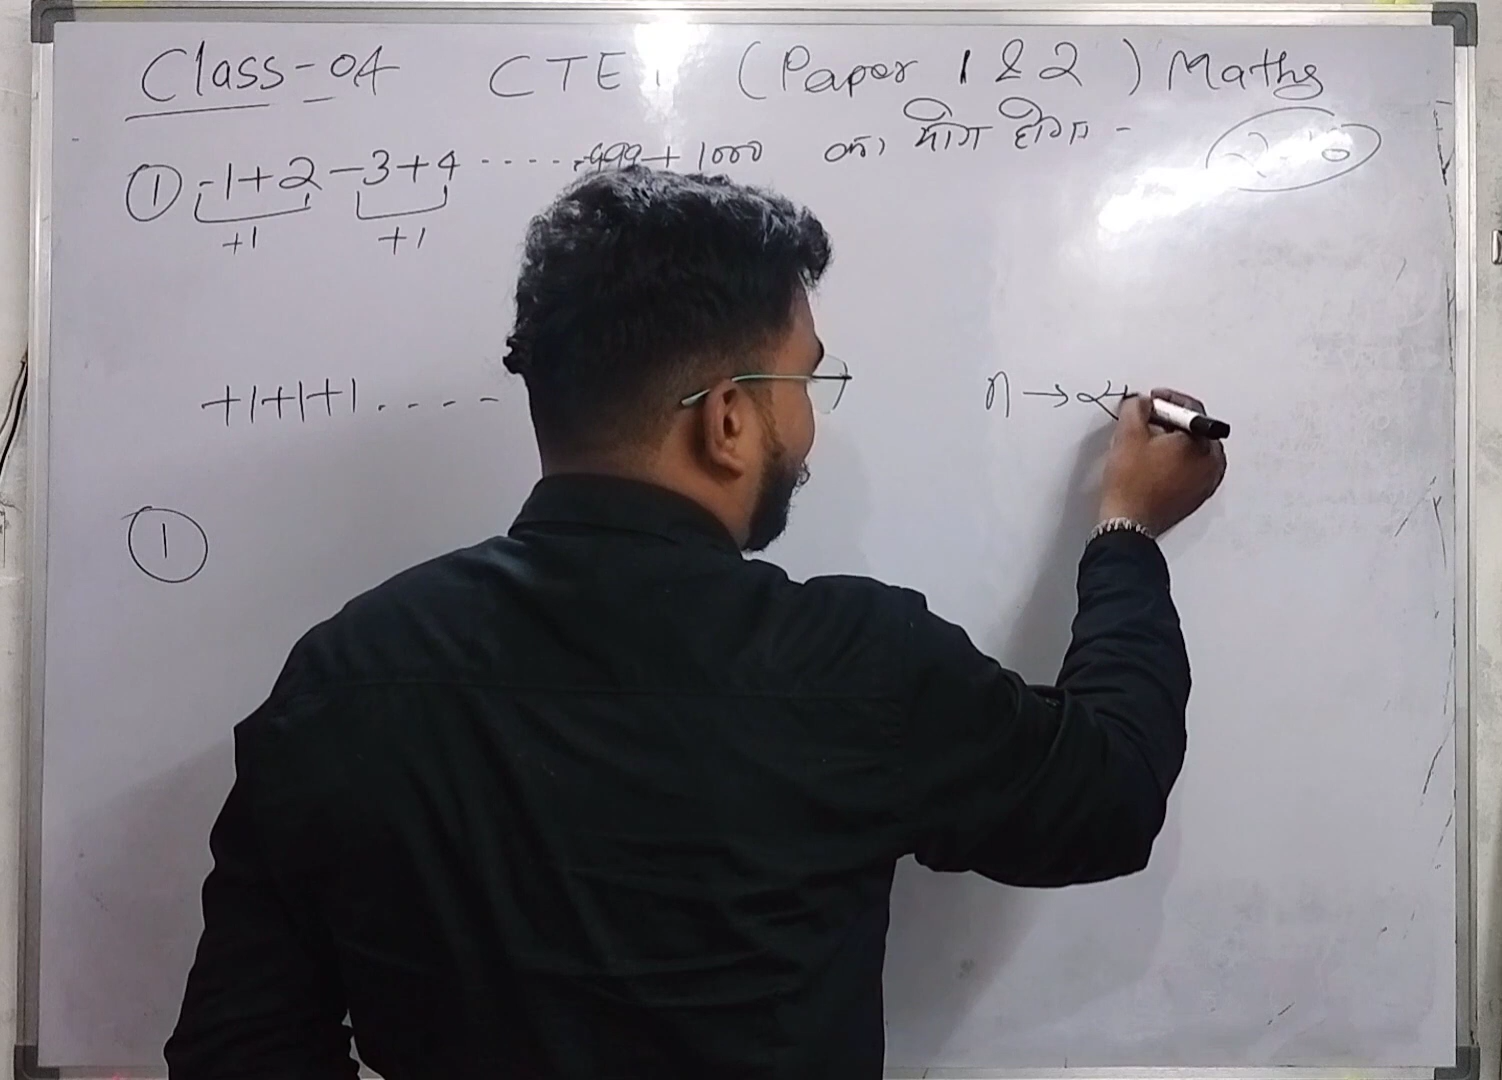 Class-04 CTET (Paper 1 & 2) Maths
① -1+2-3+4 ..... -999+1000 का योग होगा -
+1 +1
+1+1+1....
n →
①